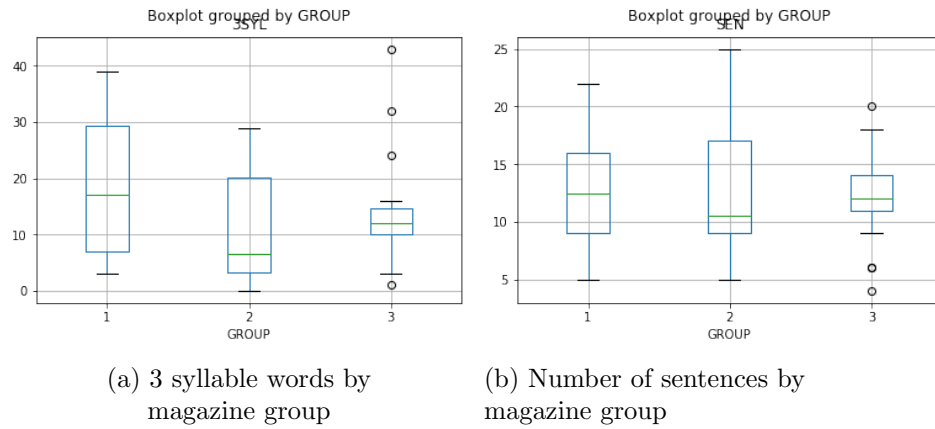 Boxplot grouped by GROUP
3SYL
40
30
20
10
0
1 2 3
GROUP
Boxplot grouped by GROUP
SEN
25
20
15
10
5
1 2 3
GROUP
(a) 3 syllable words by
magazine group
(b) Number of sentences by
magazine group